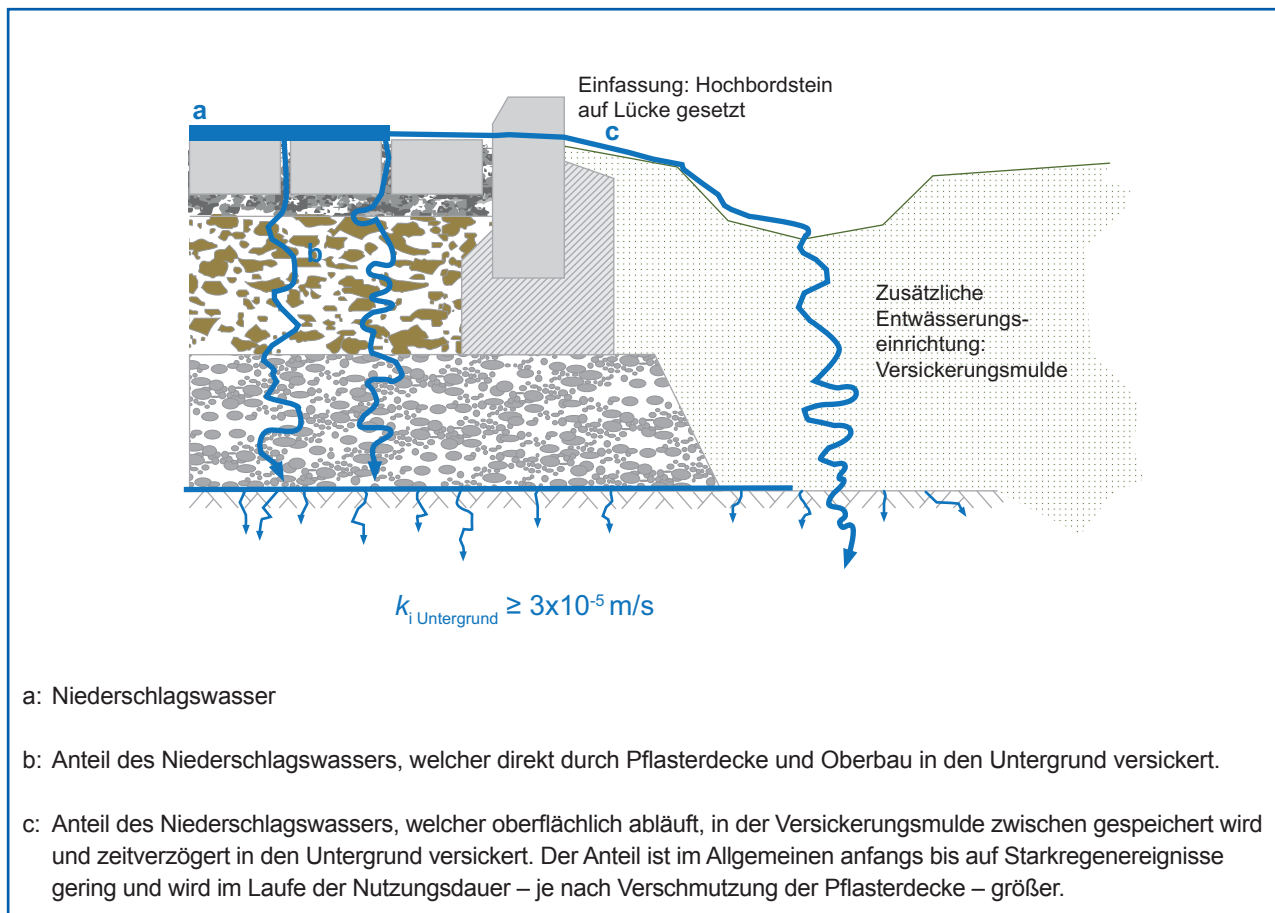 Einfassung: Hochbordstein
auf Lücke gesetzt
a
c
b
Zusätzliche
Entwässerungs-
einrichtung:
Versickerungsmulde
k i Untergrund ≥ 3x10⁻⁵ m/s
a: Niederschlagswasser
b: Anteil des Niederschlagswassers, welcher direkt durch Pflasterdecke und Oberbau in den Untergrund versickert.
c: Anteil des Niederschlagswassers, welcher oberflächlich abläuft, in der Versickerungsmulde zwischen gespeichert wird
und zeitverzögert in den Untergrund versickert. Der Anteil ist im Allgemeinen anfangs bis auf Starkregenereignisse
gering und wird im Laufe der Nutzungsdauer – je nach Verschmutzung der Pflasterdecke – größer.